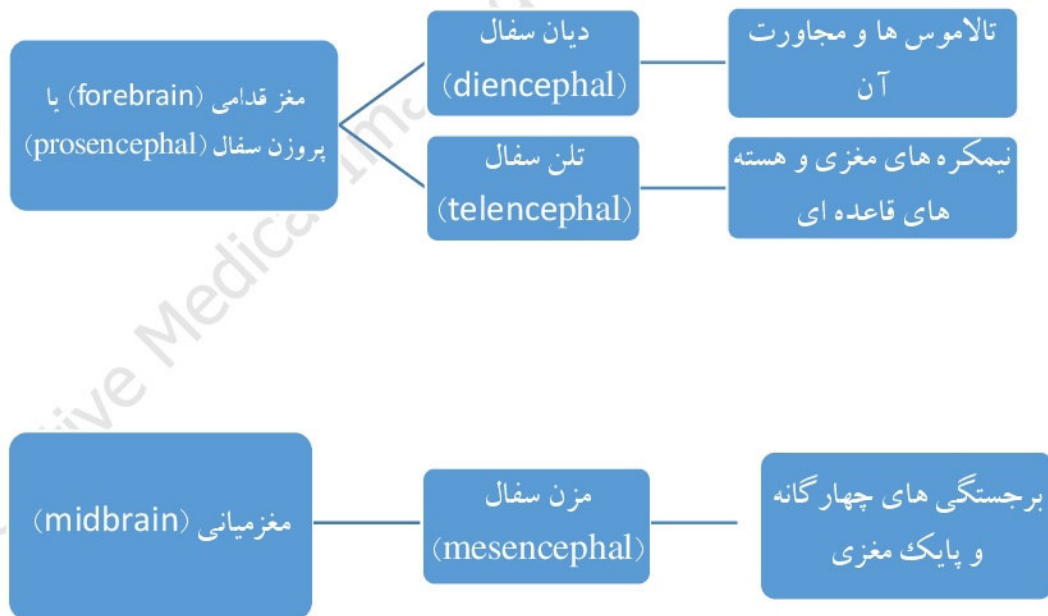 مغز قدامی (forebrain) یا
پروزن سفال (prosencephal)
دیان سفال
(diencephal)
تالاموس ها و مجاورت
آن
تلن سفال
(telencephal)
نیمکره های مغزی و هسته
های قاعده ای
مغزمیانی (midbrain)
مزن سفال
(mesencephal)
برجستگی های چهارگانه
و پایک مغزی
Medical